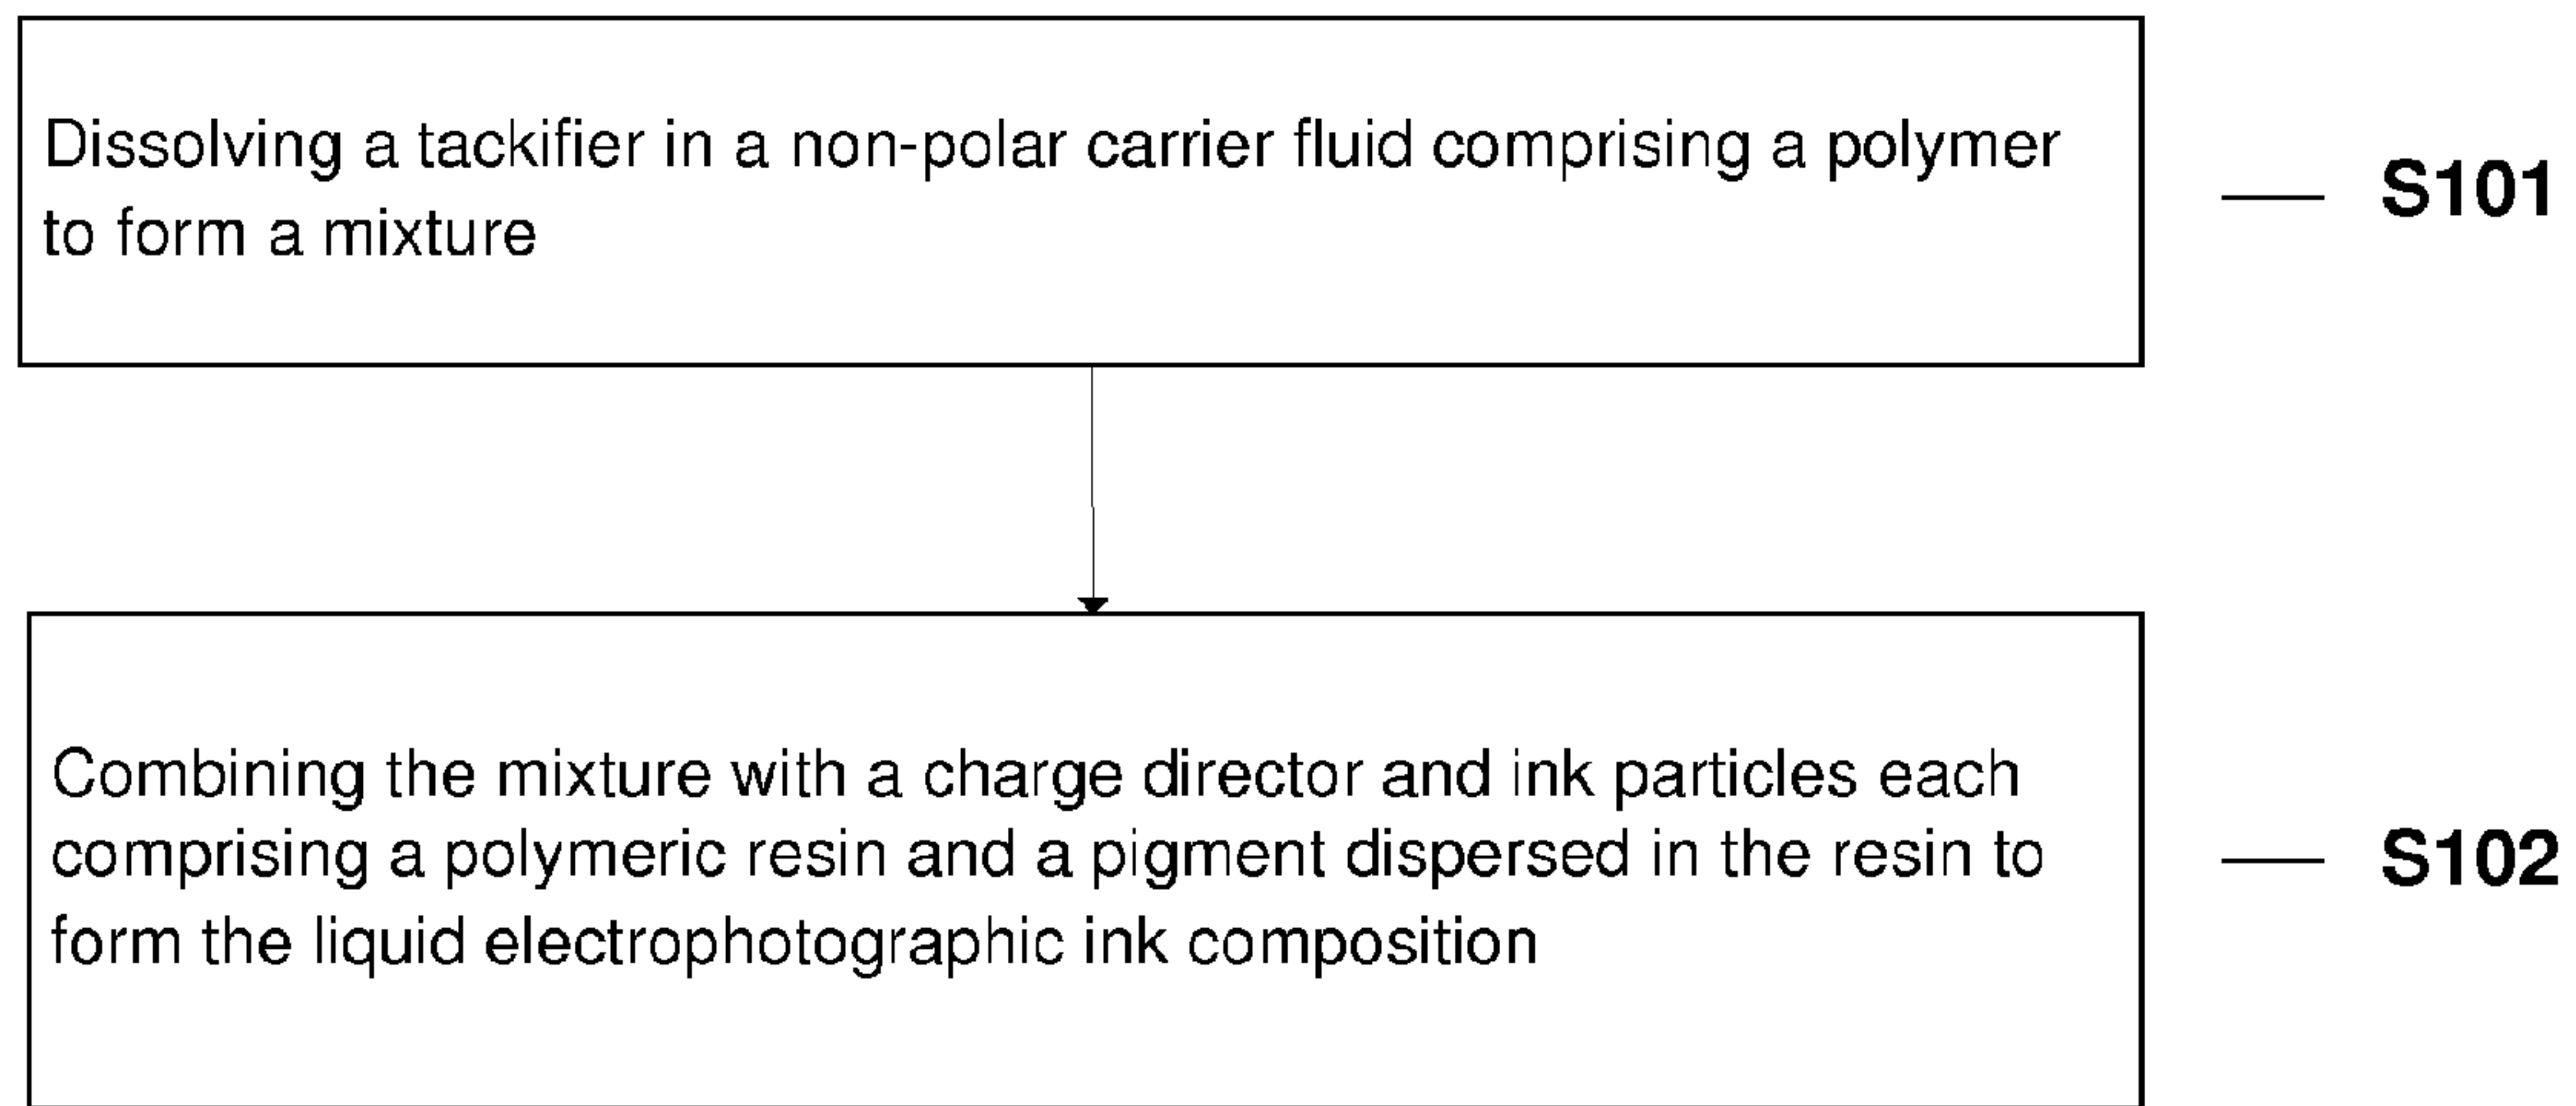 Dissolving a tackifier in a non-polar carrier fluid comprising a polymer
to form a mixture
S101
Combining the mixture with a charge director and ink particles each
comprising a polymeric resin and a pigment dispersed in the resin to
form the liquid electrophotographic ink composition
S102